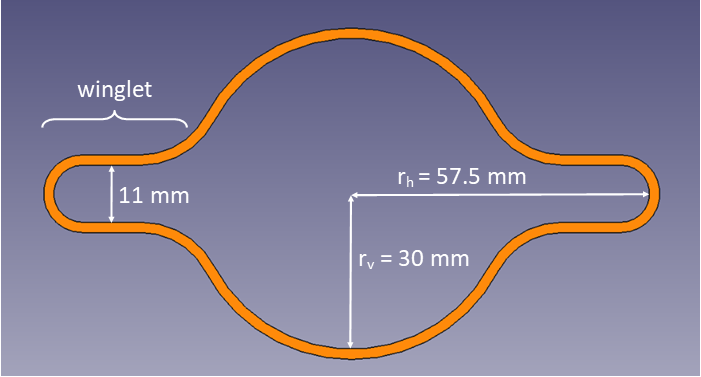 winglet
rₕ = 57.5 mm
11 mm
rᵥ = 30 mm